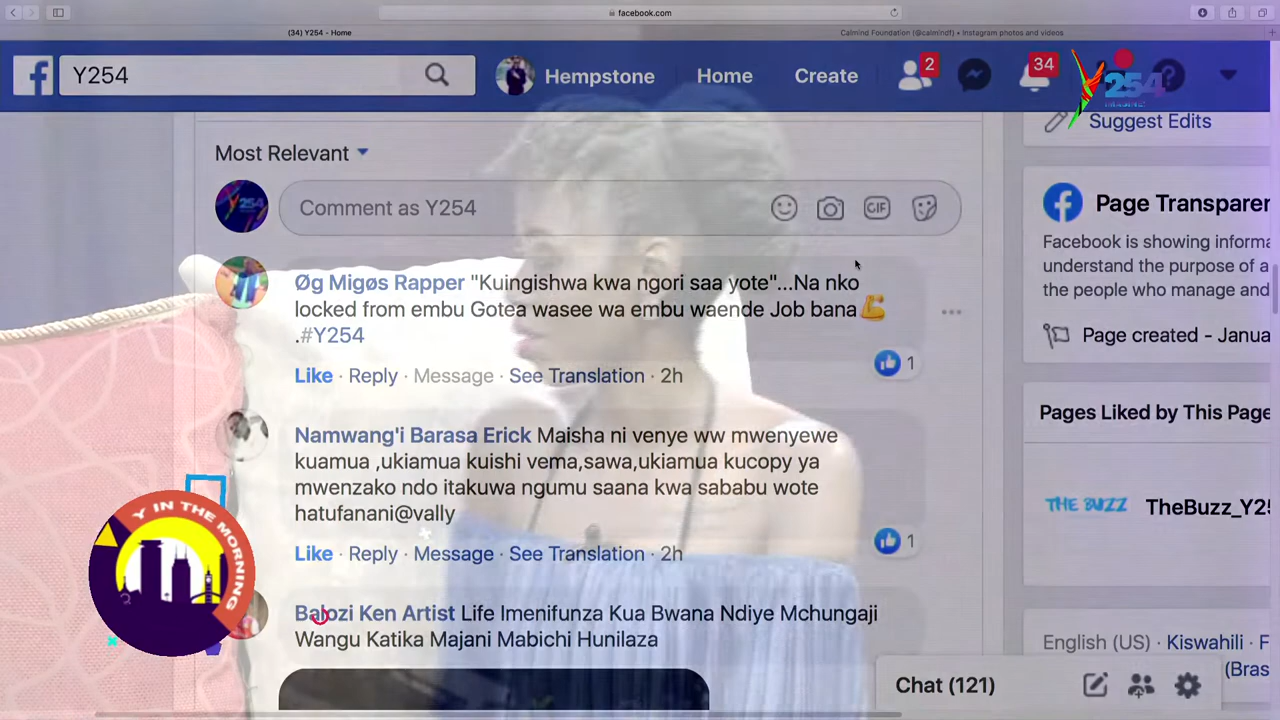 facebook.com
(34) Y254 - Home
Calmind Foundation (@calmindf) • Instagram photos and videos
Y254
Hempstone
Home
Create
2
34
Y254
Suggest Edits
Most Relevant
Y254
Comment as Y254
GIF
Page Transparen
Facebook is showing informa
understand the purpose of a
the people who manage and
Øg Migøs Rapper "Kuingishwa kwa ngori saa yote"...Na nko
locked from embu Gotea wasee wa embu waende Job bana
.#Y254
Page created - Janua
1
Like · Reply · Message · See Translation · 2h
Pages Liked by This Page
Namwang'i Barasa Erick Maisha ni venye ww mwenyewe
kuamua ,ukiamua kuishi vema,sawa,ukiamua kucopy ya
mwenzako ndo itakuwa ngumu saana kwa sababu wote
hatufanani@vally
THE BUZZ
TheBuzz_Y25
1
Like · Reply · Message · See Translation · 2h
Y IN THE MORNING
Balozi Ken Artist Life Imenifunza Kua Bwana Ndiye Mchungaji
Wangu Katika Majani Mabichi Hunilaza
English (US) · Kiswahili · F
(Bras
Chat (121)